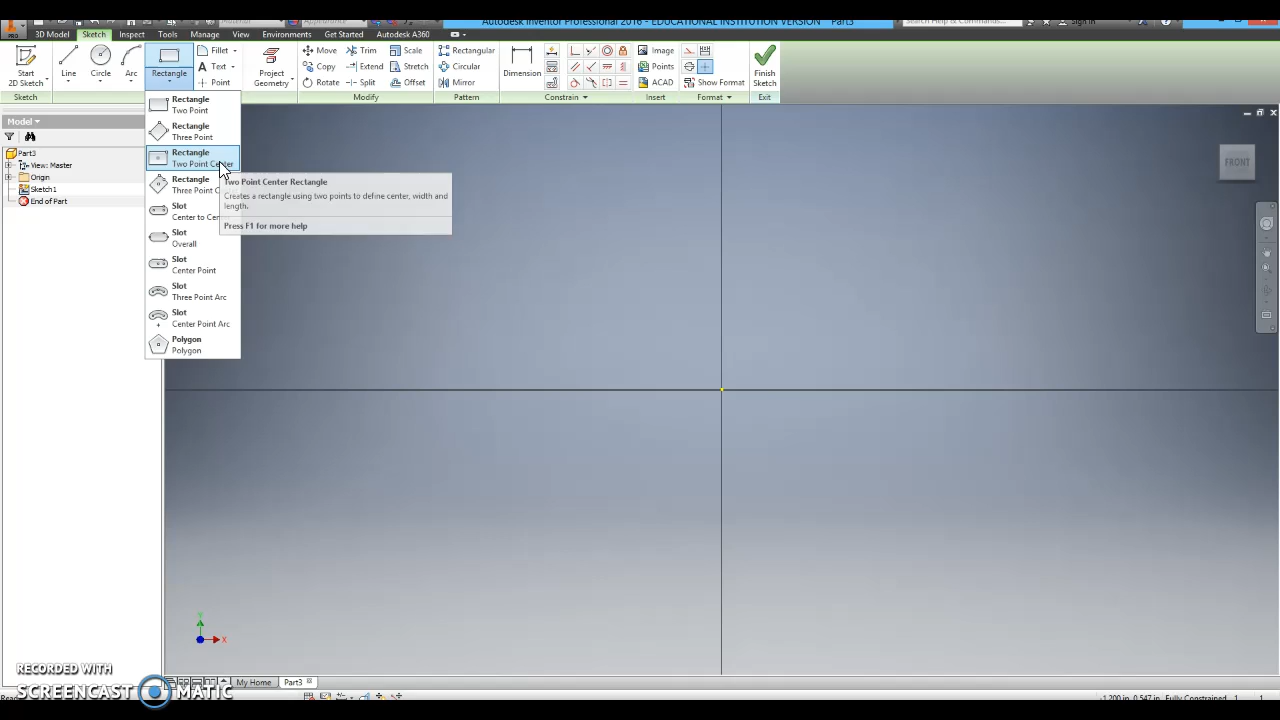 Autodesk Inventor Professional 2016 - EDUCATIONAL INSTITUTION VERSION Part3
Search Help & Commands...
Sign In
PRO
3D Model Sketch Inspect Tools Manage View Environments Get Started Autodesk A360
Start
2D Sketch
Line
Circle
Arc
Rectangle
Fillet
Text
Point
Project
Geometry
Move
Copy
Rotate
Trim
Extend
Split
Scale
Stretch
Offset
Rectangular
Circular
Mirror
Dimension
Image
Points
ACAD
Show Format
Finish
Sketch
Sketch
Modify
Pattern
Constrain
Insert
Format
Exit
Model
Part3
View: Master
Origin
Sketch1
End of Part
Rectangle
Two Point
Rectangle
Three Point
Rectangle
Two Point Center
Rectangle
Three Point C
Slot
Center to Cen
Slot
Overall
Slot
Center Point
Slot
Three Point Arc
Slot
Center Point Arc
Polygon
Polygon
Two Point Center Rectangle
Creates a rectangle using two points to define center, width and
length.
Press F1 for more help
FRONT
Y
X
RECORDED WITH
SCREENCAST MATIC
My Home
Part3
-1.200 in, 0.547 in Fully Constrained 1 1